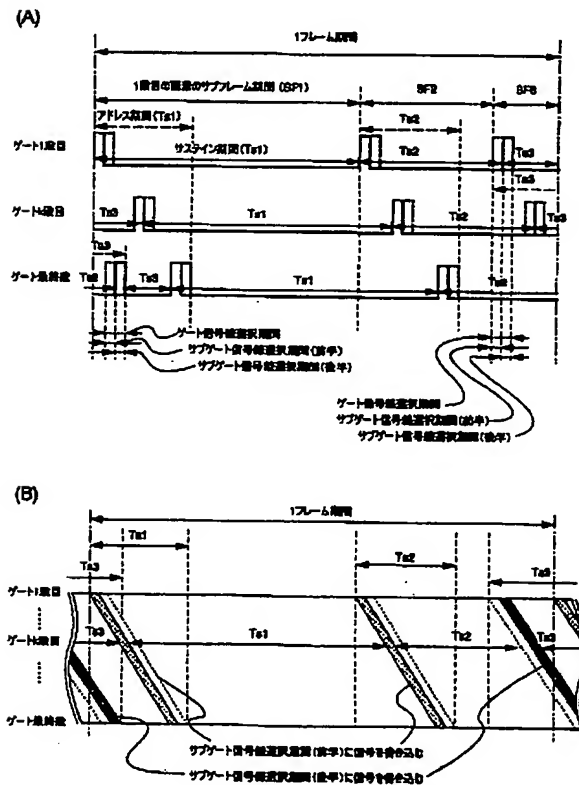 (A)
1フレーム期間
1段目の画素のサブフレーム期間(SF1)
SF2
SF3
アドレス期間(Ta1)
Ta2
ゲート1段目
サステイン期間(Ts1)
Ts2
Ts3
Ta3
ゲートk段目
Ts3
Ts1
Ts2
Ts3
Ta3
ゲート最終段
Ts2
Ts3
Ts1
Ts2
ゲート信号線選択期間
サブゲート信号線選択期間(前半)
サブゲート信号線選択期間(後半)
ゲート信号線選択期間
サブゲート信号線選択期間(前半)
サブゲート信号線選択期間(後半)
(B)
1フレーム期間
Ta1
Ta3
Ta2
Ta3
ゲート1段目
ゲートk段目
Ts3
Ts1
Ts2
Ts3
ゲート最終段
サブゲート信号線選択期間(前半)に信号を書き込む
サブゲート信号線選択期間(後半)に信号を書き込む